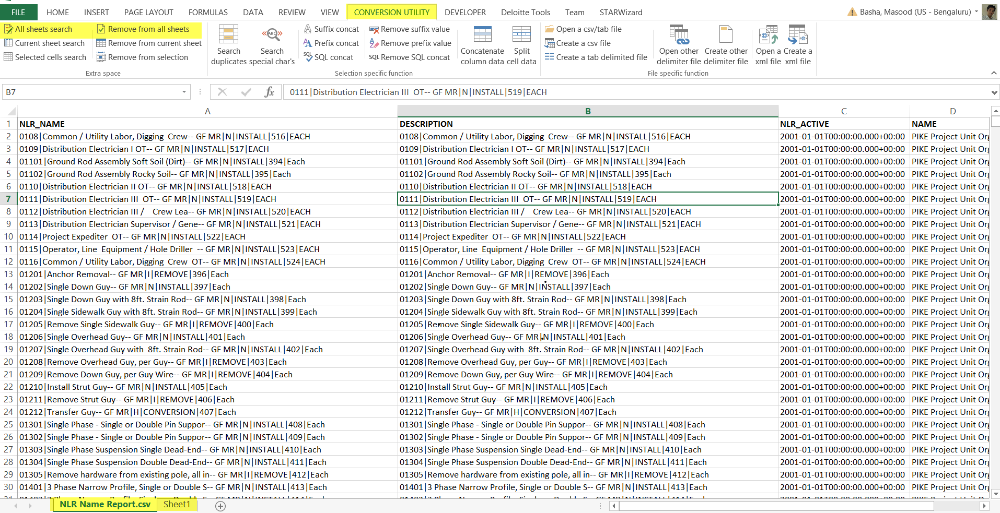 FILE HOME INSERT PAGE LAYOUT FORMULAS DATA REVIEW VIEW CONVERSION UTILITY DEVELOPER Deloitte Tools Team STARWizard Basha, Masood (US - Bengaluru)
All sheets search Remove from all sheets
Current sheet search Remove from current sheet
Selected cells search Remove from selection
Extra space
Search duplicates
Search special char's
Suffix concat Remove suffix value
Prefix concat Remove prefix value
SQL concat SQL Remove SQL concat
Concatenate column data
Split cell data
Selection specific function
Open a csv/tab file
Create a csv file
Create a tab delimited file
Open other delimiter file
Create other delimiter file
Open a xml file
Create a xml file
File specific function
B7 fx 0111|Distribution Electrician III  OT-- GF MR|N|INSTALL|519|EACH
A B C D
1 NLR_NAME DESCRIPTION NLR_ACTIVE NAME
2 0108|Common / Utility Labor, Digging  Crew-- GF MR|N|INSTALL|516|EACH 0108|Common / Utility Labor, Digging  Crew-- GF MR|N|INSTALL|516|EACH 2001-01-01T00:00:00.000+00:00 PIKE Project Unit Org
3 0109|Distribution Electrician I OT-- GF MR|N|INSTALL|517|EACH 0109|Distribution Electrician I OT-- GF MR|N|INSTALL|517|EACH 2001-01-01T00:00:00.000+00:00 PIKE Project Unit Org
4 01101|Ground Rod Assembly Soft Soil (Dirt)-- GF MR|N|INSTALL|394|Each 01101|Ground Rod Assembly Soft Soil (Dirt)-- GF MR|N|INSTALL|394|Each 2001-01-01T00:00:00.000+00:00 PIKE Project Unit Org
5 01102|Ground Rod Assembly Rocky Soil-- GF MR|N|INSTALL|395|Each 01102|Ground Rod Assembly Rocky Soil-- GF MR|N|INSTALL|395|Each 2001-01-01T00:00:00.000+00:00 PIKE Project Unit Org
6 0110|Distribution Electrician II OT-- GF MR|N|INSTALL|518|EACH 0110|Distribution Electrician II OT-- GF MR|N|INSTALL|518|EACH 2001-01-01T00:00:00.000+00:00 PIKE Project Unit Org
7 0111|Distribution Electrician III  OT-- GF MR|N|INSTALL|519|EACH 0111|Distribution Electrician III  OT-- GF MR|N|INSTALL|519|EACH 2001-01-01T00:00:00.000+00:00 PIKE Project Unit Org
8 0112|Distribution Electrician III /    Crew Lea-- GF MR|N|INSTALL|520|EACH 0112|Distribution Electrician III /    Crew Lea-- GF MR|N|INSTALL|520|EACH 2001-01-01T00:00:00.000+00:00 PIKE Project Unit Org
9 0113|Distribution Electrician Supervisor / Gene-- GF MR|N|INSTALL|521|EACH 0113|Distribution Electrician Supervisor / Gene-- GF MR|N|INSTALL|521|EACH 2001-01-01T00:00:00.000+00:00 PIKE Project Unit Org
10 0114|Project Expediter  OT-- GF MR|N|INSTALL|522|EACH 0114|Project Expediter  OT-- GF MR|N|INSTALL|522|EACH 2001-01-01T00:00:00.000+00:00 PIKE Project Unit Org
11 0115|Operator, Line  Equipment / Hole Driller  -- GF MR|N|INSTALL|523|EACH 0115|Operator, Line  Equipment / Hole Driller  -- GF MR|N|INSTALL|523|EACH 2001-01-01T00:00:00.000+00:00 PIKE Project Unit Org
12 0116|Common / Utility Labor, Digging  Crew  OT-- GF MR|N|INSTALL|524|EACH 0116|Common / Utility Labor, Digging  Crew  OT-- GF MR|N|INSTALL|524|EACH 2001-01-01T00:00:00.000+00:00 PIKE Project Unit Org
13 01201|Anchor Removal-- GF MR|I|REMOVE|396|Each 01201|Anchor Removal-- GF MR|I|REMOVE|396|Each 2001-01-01T00:00:00.000+00:00 PIKE Project Unit Org
14 01202|Single Down Guy-- GF MR|N|INSTALL|397|Each 01202|Single Down Guy-- GF MR|N|INSTALL|397|Each 2001-01-01T00:00:00.000+00:00 PIKE Project Unit Org
15 01203|Single Down Guy with 8ft. Strain Rod-- GF MR|N|INSTALL|398|Each 01203|Single Down Guy with 8ft. Strain Rod-- GF MR|N|INSTALL|398|Each 2001-01-01T00:00:00.000+00:00 PIKE Project Unit Org
16 01204|Single Sidewalk Guy with 8ft. Strain Rod-- GF MR|N|INSTALL|399|Each 01204|Single Sidewalk Guy with 8ft. Strain Rod-- GF MR|N|INSTALL|399|Each 2001-01-01T00:00:00.000+00:00 PIKE Project Unit Org
17 01205|Remove Single Sidewalk Guy-- GF MR|I|REMOVE|400|Each 01205|Remove Single Sidewalk Guy-- GF MR|I|REMOVE|400|Each 2001-01-01T00:00:00.000+00:00 PIKE Project Unit Org
18 01206|Single Overhead Guy-- GF MR|N|INSTALL|401|Each 01206|Single Overhead Guy-- GF MR|N|INSTALL|401|Each 2001-01-01T00:00:00.000+00:00 PIKE Project Unit Org
19 01207|Single Overhead Guy with  8ft. Strain Rod-- GF MR|N|INSTALL|402|Each 01207|Single Overhead Guy with  8ft. Strain Rod-- GF MR|N|INSTALL|402|Each 2001-01-01T00:00:00.000+00:00 PIKE Project Unit Org
20 01208|Remove Overhead Guy, per Guy-- GF MR|I|REMOVE|403|Each 01208|Remove Overhead Guy, per Guy-- GF MR|I|REMOVE|403|Each 2001-01-01T00:00:00.000+00:00 PIKE Project Unit Org
21 01209|Remove Down Guy, per Guy Wire-- GF MR|I|REMOVE|404|Each 01209|Remove Down Guy, per Guy Wire-- GF MR|I|REMOVE|404|Each 2001-01-01T00:00:00.000+00:00 PIKE Project Unit Org
22 01210|Install Strut Guy-- GF MR|N|INSTALL|405|Each 01210|Install Strut Guy-- GF MR|N|INSTALL|405|Each 2001-01-01T00:00:00.000+00:00 PIKE Project Unit Org
23 01211|Remove Strut Guy-- GF MR|I|REMOVE|406|Each 01211|Remove Strut Guy-- GF MR|I|REMOVE|406|Each 2001-01-01T00:00:00.000+00:00 PIKE Project Unit Org
24 01212|Transfer Guy-- GF MR|H|CONVERSION|407|Each 01212|Transfer Guy-- GF MR|H|CONVERSION|407|Each 2001-01-01T00:00:00.000+00:00 PIKE Project Unit Org
25 01301|Single Phase - Single or Double Pin Suppor-- GF MR|N|INSTALL|408|Each 01301|Single Phase - Single or Double Pin Suppor-- GF MR|N|INSTALL|408|Each 2001-01-01T00:00:00.000+00:00 PIKE Project Unit Org
26 01302|Single Phase - Single or Double Pin Suppor-- GF MR|N|INSTALL|409|Each 01302|Single Phase - Single or Double Pin Suppor-- GF MR|N|INSTALL|409|Each 2001-01-01T00:00:00.000+00:00 PIKE Project Unit Org
27 01303|Single Phase Suspension Single Dead-End-- GF MR|N|INSTALL|410|Each 01303|Single Phase Suspension Single Dead-End-- GF MR|N|INSTALL|410|Each 2001-01-01T00:00:00.000+00:00 PIKE Project Unit Org
28 01304|Single Phase Suspension Double Dead-End-- GF MR|N|INSTALL|411|Each 01304|Single Phase Suspension Double Dead-End-- GF MR|N|INSTALL|411|Each 2001-01-01T00:00:00.000+00:00 PIKE Project Unit Org
29 01305|Remove hardware from existing pole, all in-- GF MR|I|REMOVE|412|Each 01305|Remove hardware from existing pole, all in-- GF MR|I|REMOVE|412|Each 2001-01-01T00:00:00.000+00:00 PIKE Project Unit Org
30 01401|3 Phase Narrow Profile, Single or Double S-- GF MR|N|INSTALL|413|Each 01401|3 Phase Narrow Profile, Single or Double S-- GF MR|N|INSTALL|413|Each 2001-01-01T00:00:00.000+00:00 PIKE Project Unit Org
NLR Name Report.csv Sheet1